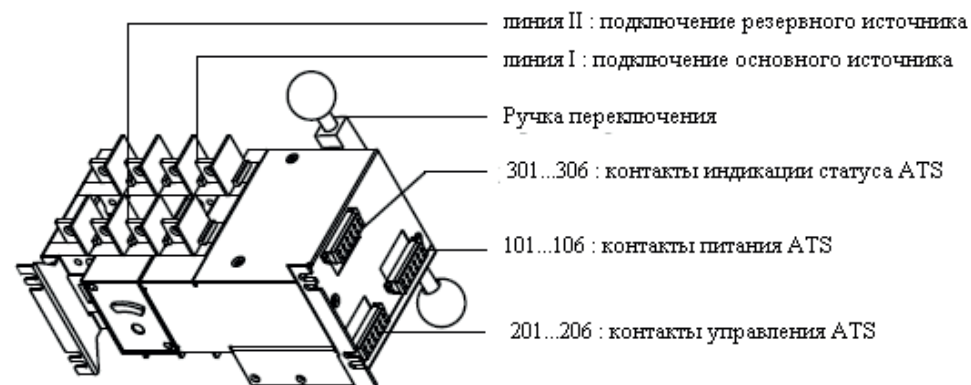 линия II : подключение резервного источника
линия I : подключение основного источника
Ручка переключения
301...306 : контакты индикации статуса ATS
101...106 : контакты питания ATS
201...206 : контакты управления ATS